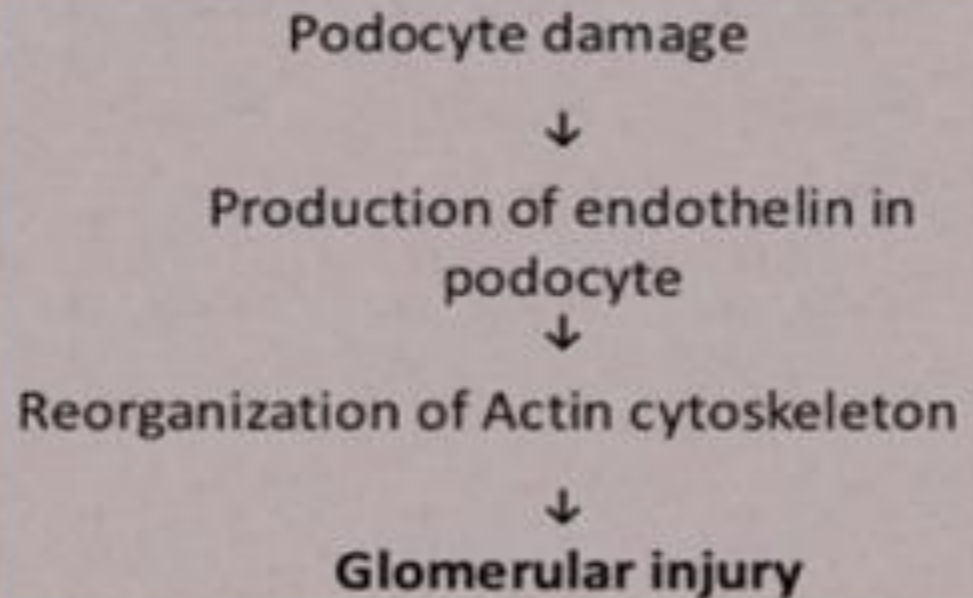 Podocyte damage
↓
Production of endothelin in
podocyte
↓
Reorganization of Actin cytoskeleton
↓
Glomerular injury